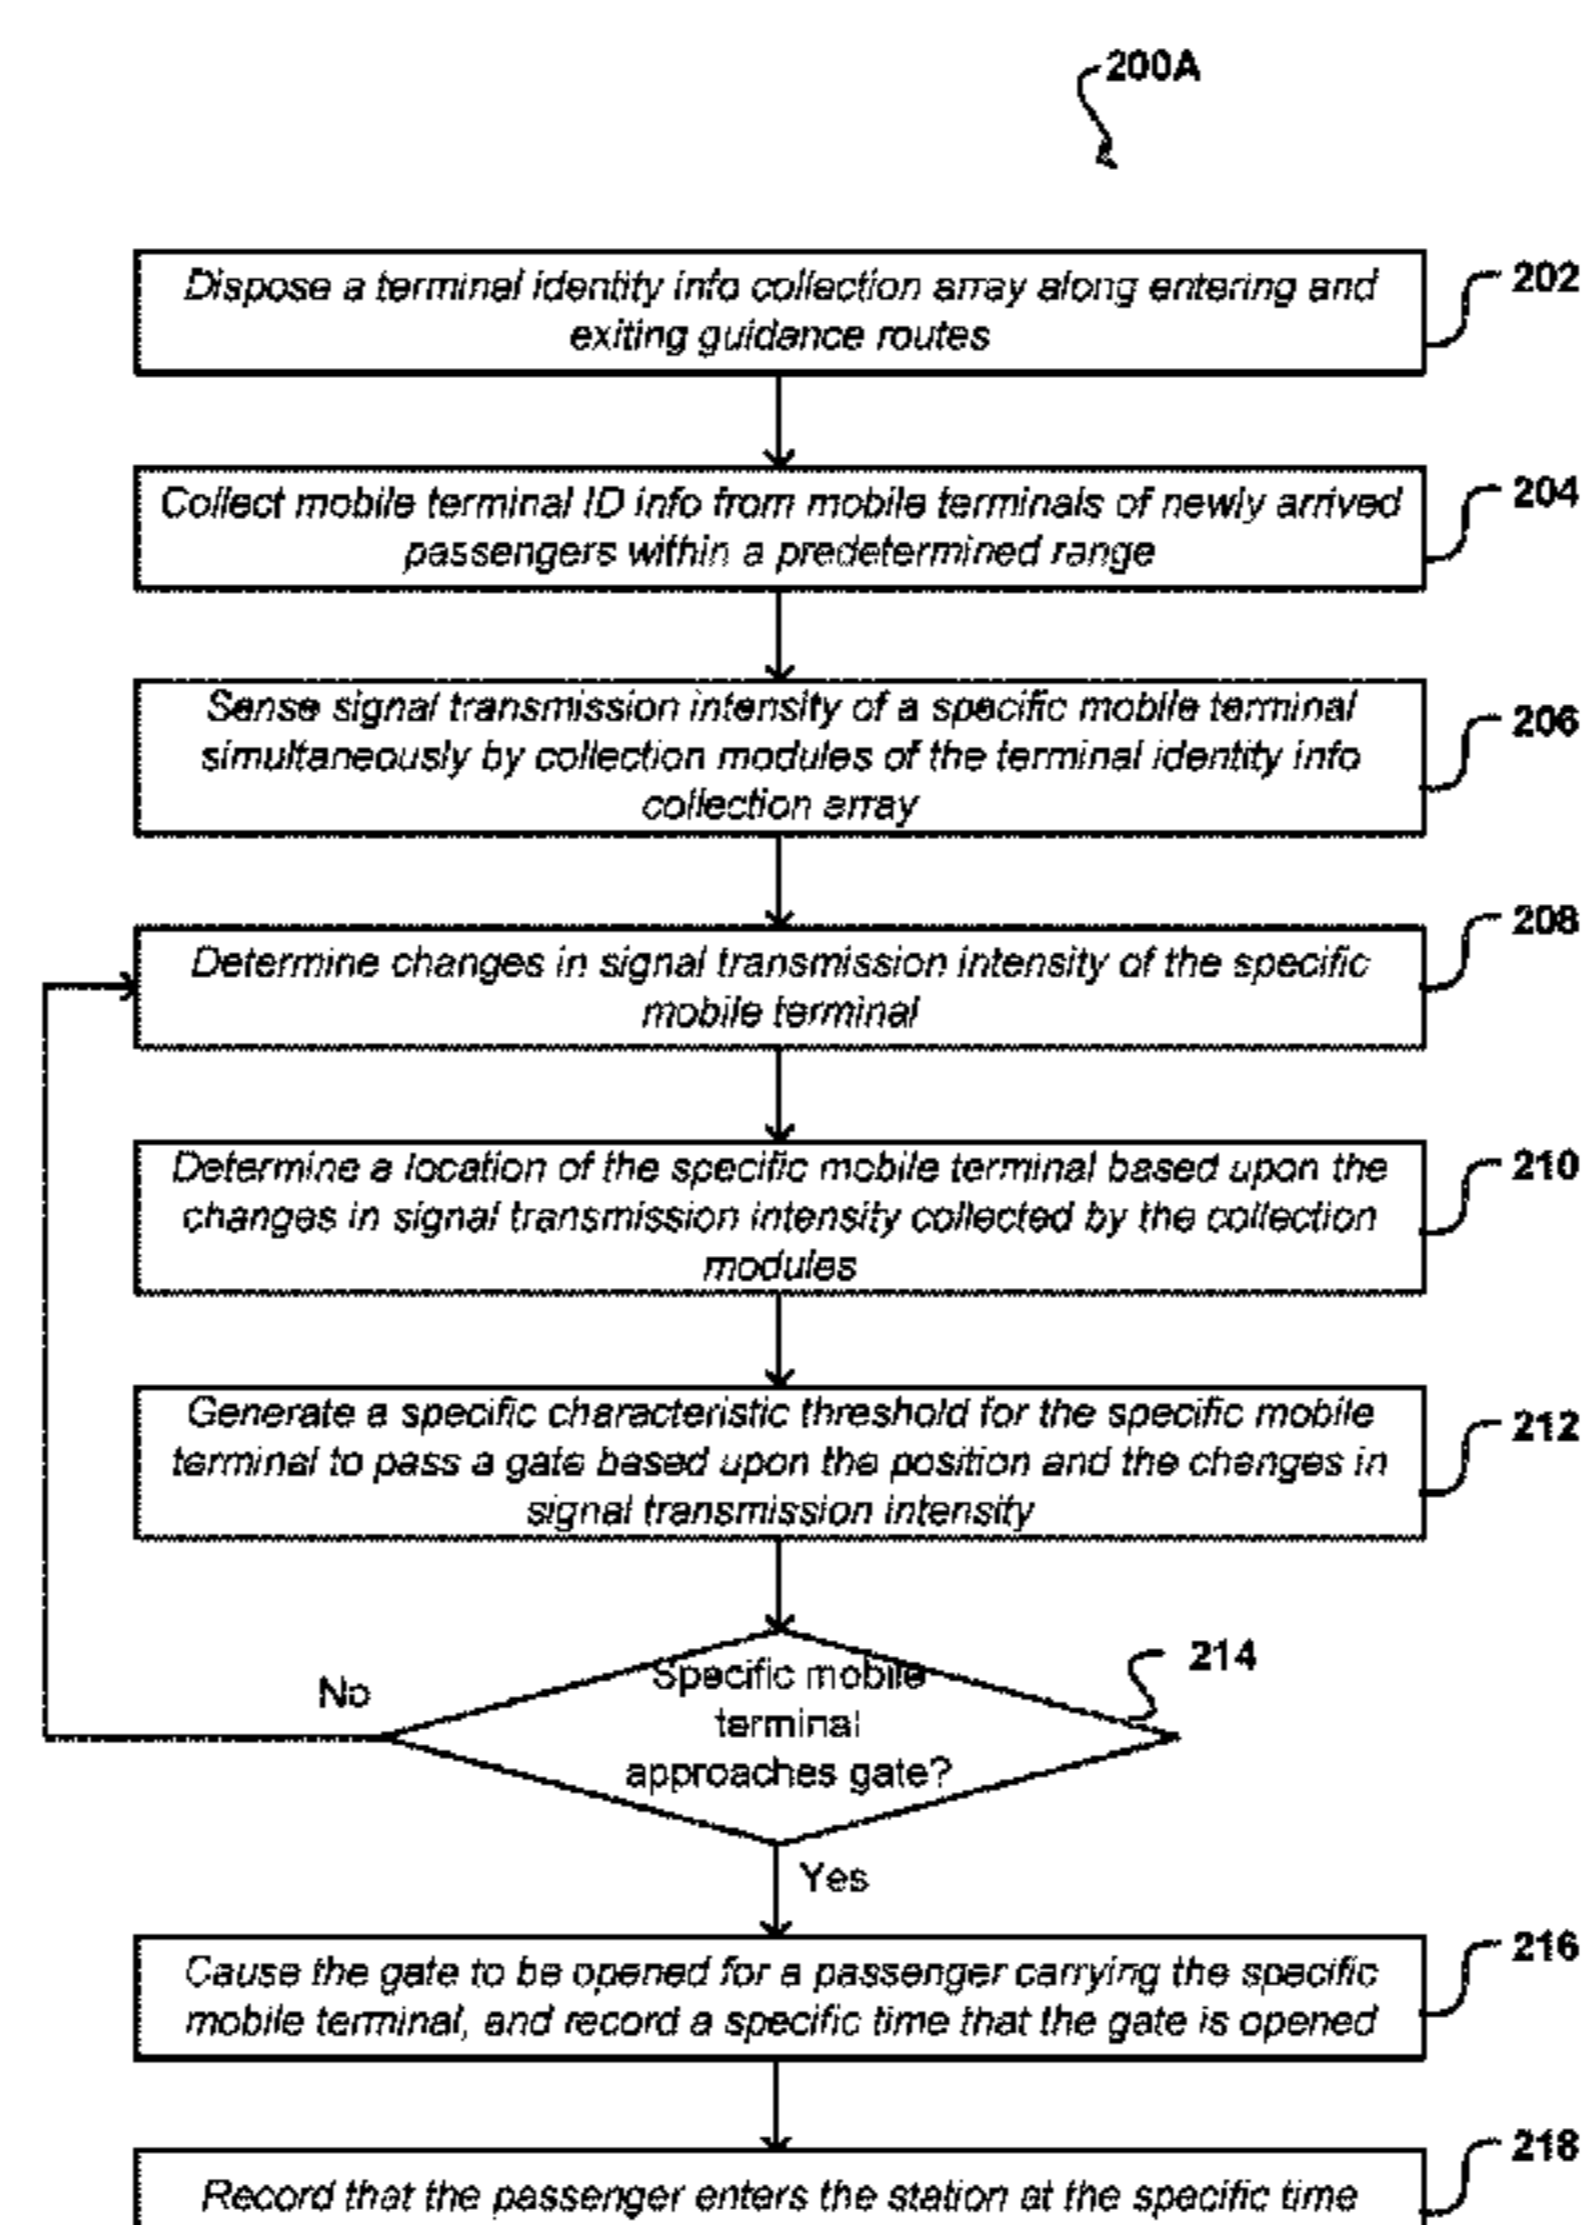 200A
Dispose a terminal identity info collection array along entering and
exiting guidance routes
202
Collect mobile terminal ID info from mobile terminals of newly arrived
passengers within a predetermined range
204
Sense signal transmission intensity of a specific mobile terminal
simultaneously by collection modules of the terminal identity info
collection array
206
Determine changes in signal transmission intensity of the specific
mobile terminal
208
Determine a location of the specific mobile terminal based upon the
changes in signal transmission intensity collected by the collection
modules
210
Generate a specific characteristic threshold for the specific mobile
terminal to pass a gate based upon the position and the changes in
signal transmission intensity
212
Specific mobile
terminal
approaches gate?
214
No
Yes
Cause the gate to be opened for a passenger carrying the specific
mobile terminal, and record a specific time that the gate is opened
216
Record that the passenger enters the station at the specific time
218